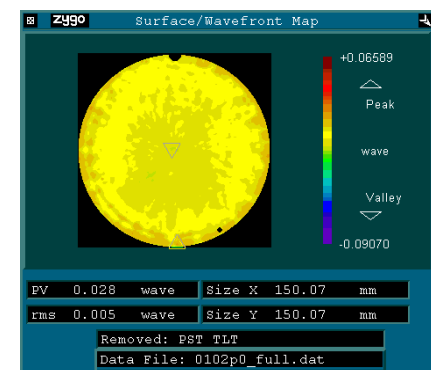 zygo Surface/Wavefront Map
+0.06589
Peak
wave
Valley
-0.09070
PV 0.028 wave Size X 150.07 mm
rms 0.005 wave Size Y 150.07 mm
Removed: PST TLT
Data File: 0102p0_full.dat